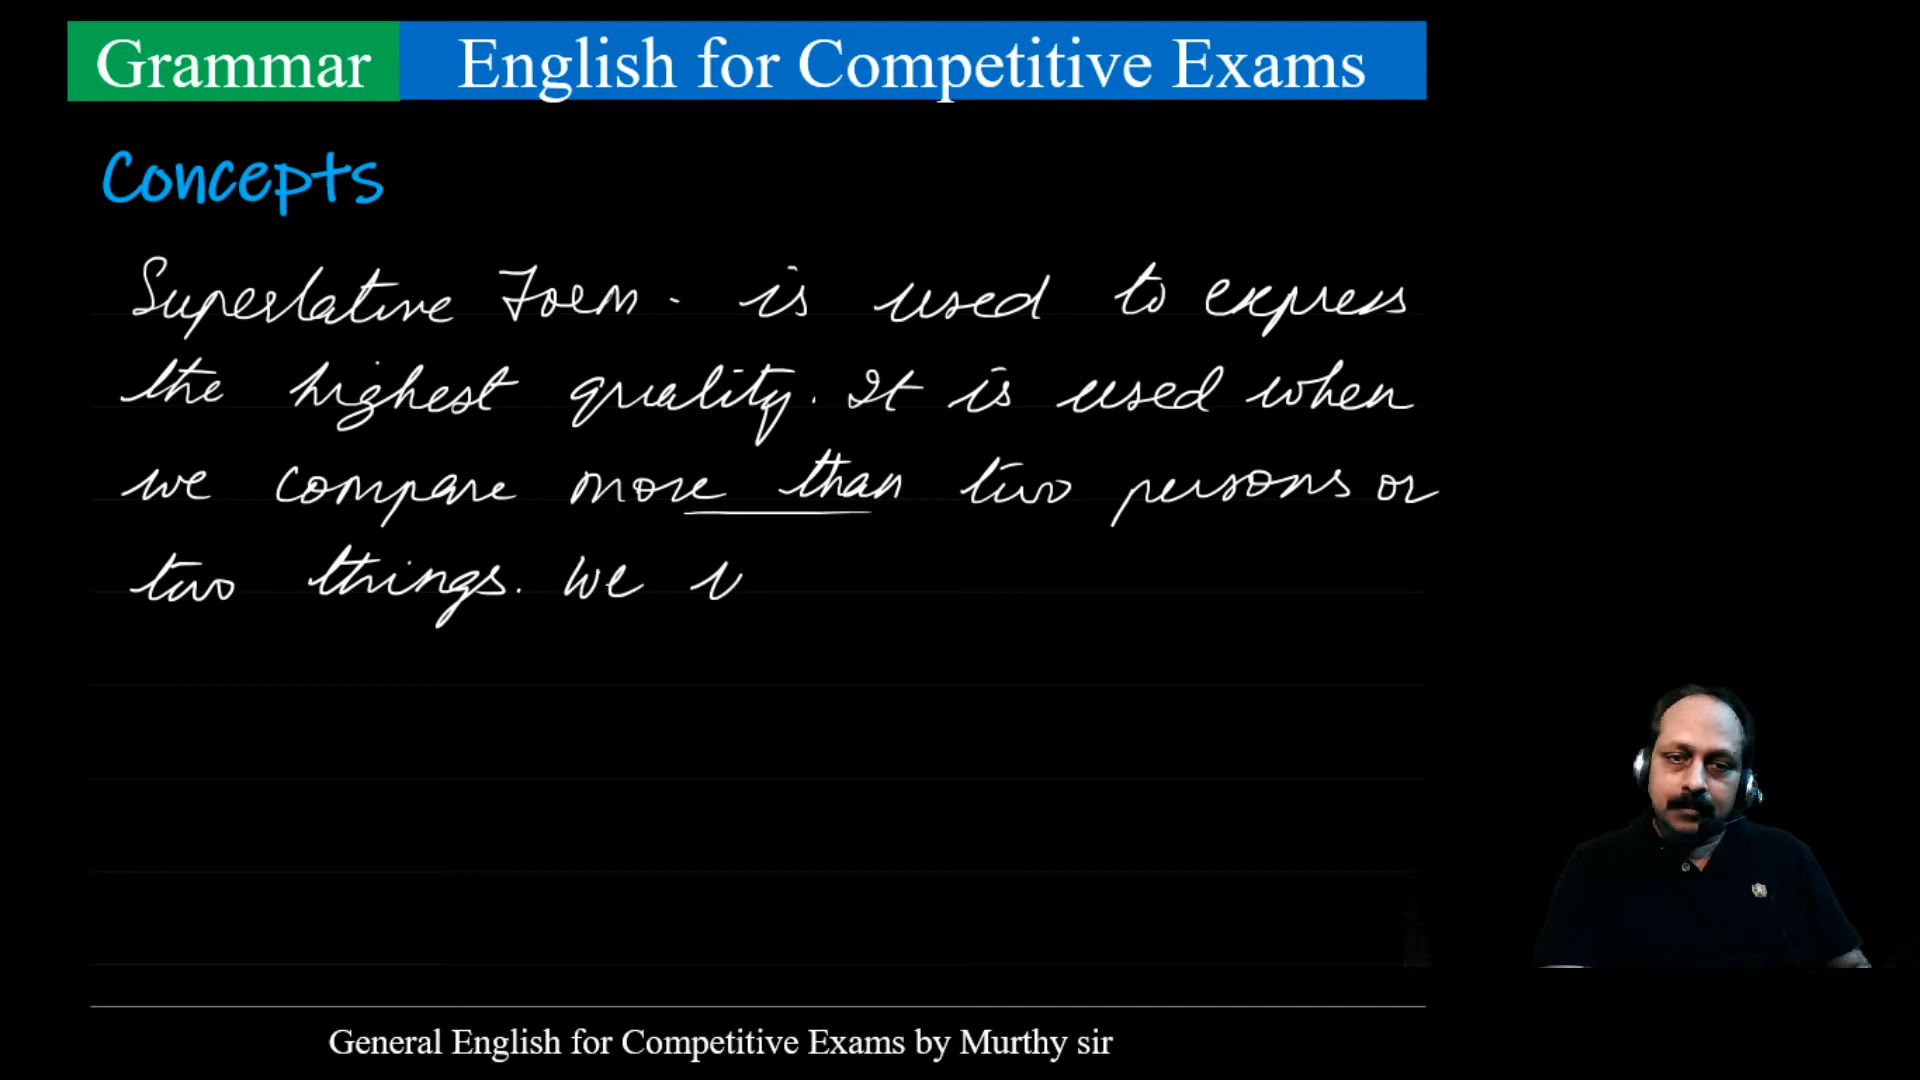 Grammar English for Competitive Exams
Concepts
Superlative Form - is used to express
the highest quality. It is used when
we compare more than two persons or
two things. We
General English for Competitive Exams by Murthy sir